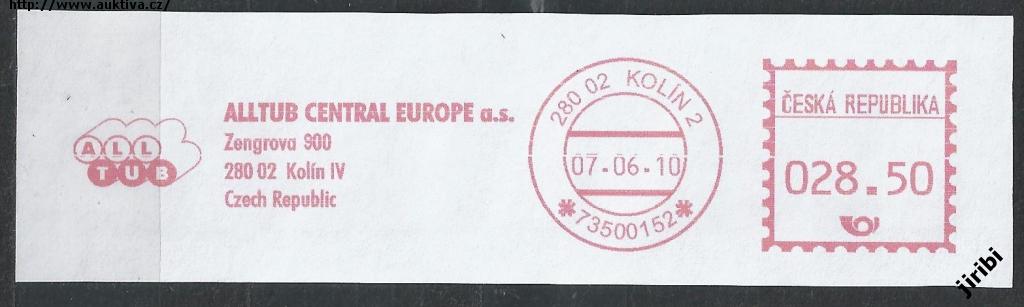 http://www.auktiva.cz/
ALL
TUB
ALLTUB CENTRAL EUROPE a.s.
Zengrova 900
280 02 Kolín IV
Czech Republic
280 02 KOLÍN 2
07.06.10
*73500152*
ČESKÁ REPUBLIKA
028.50
jiribi